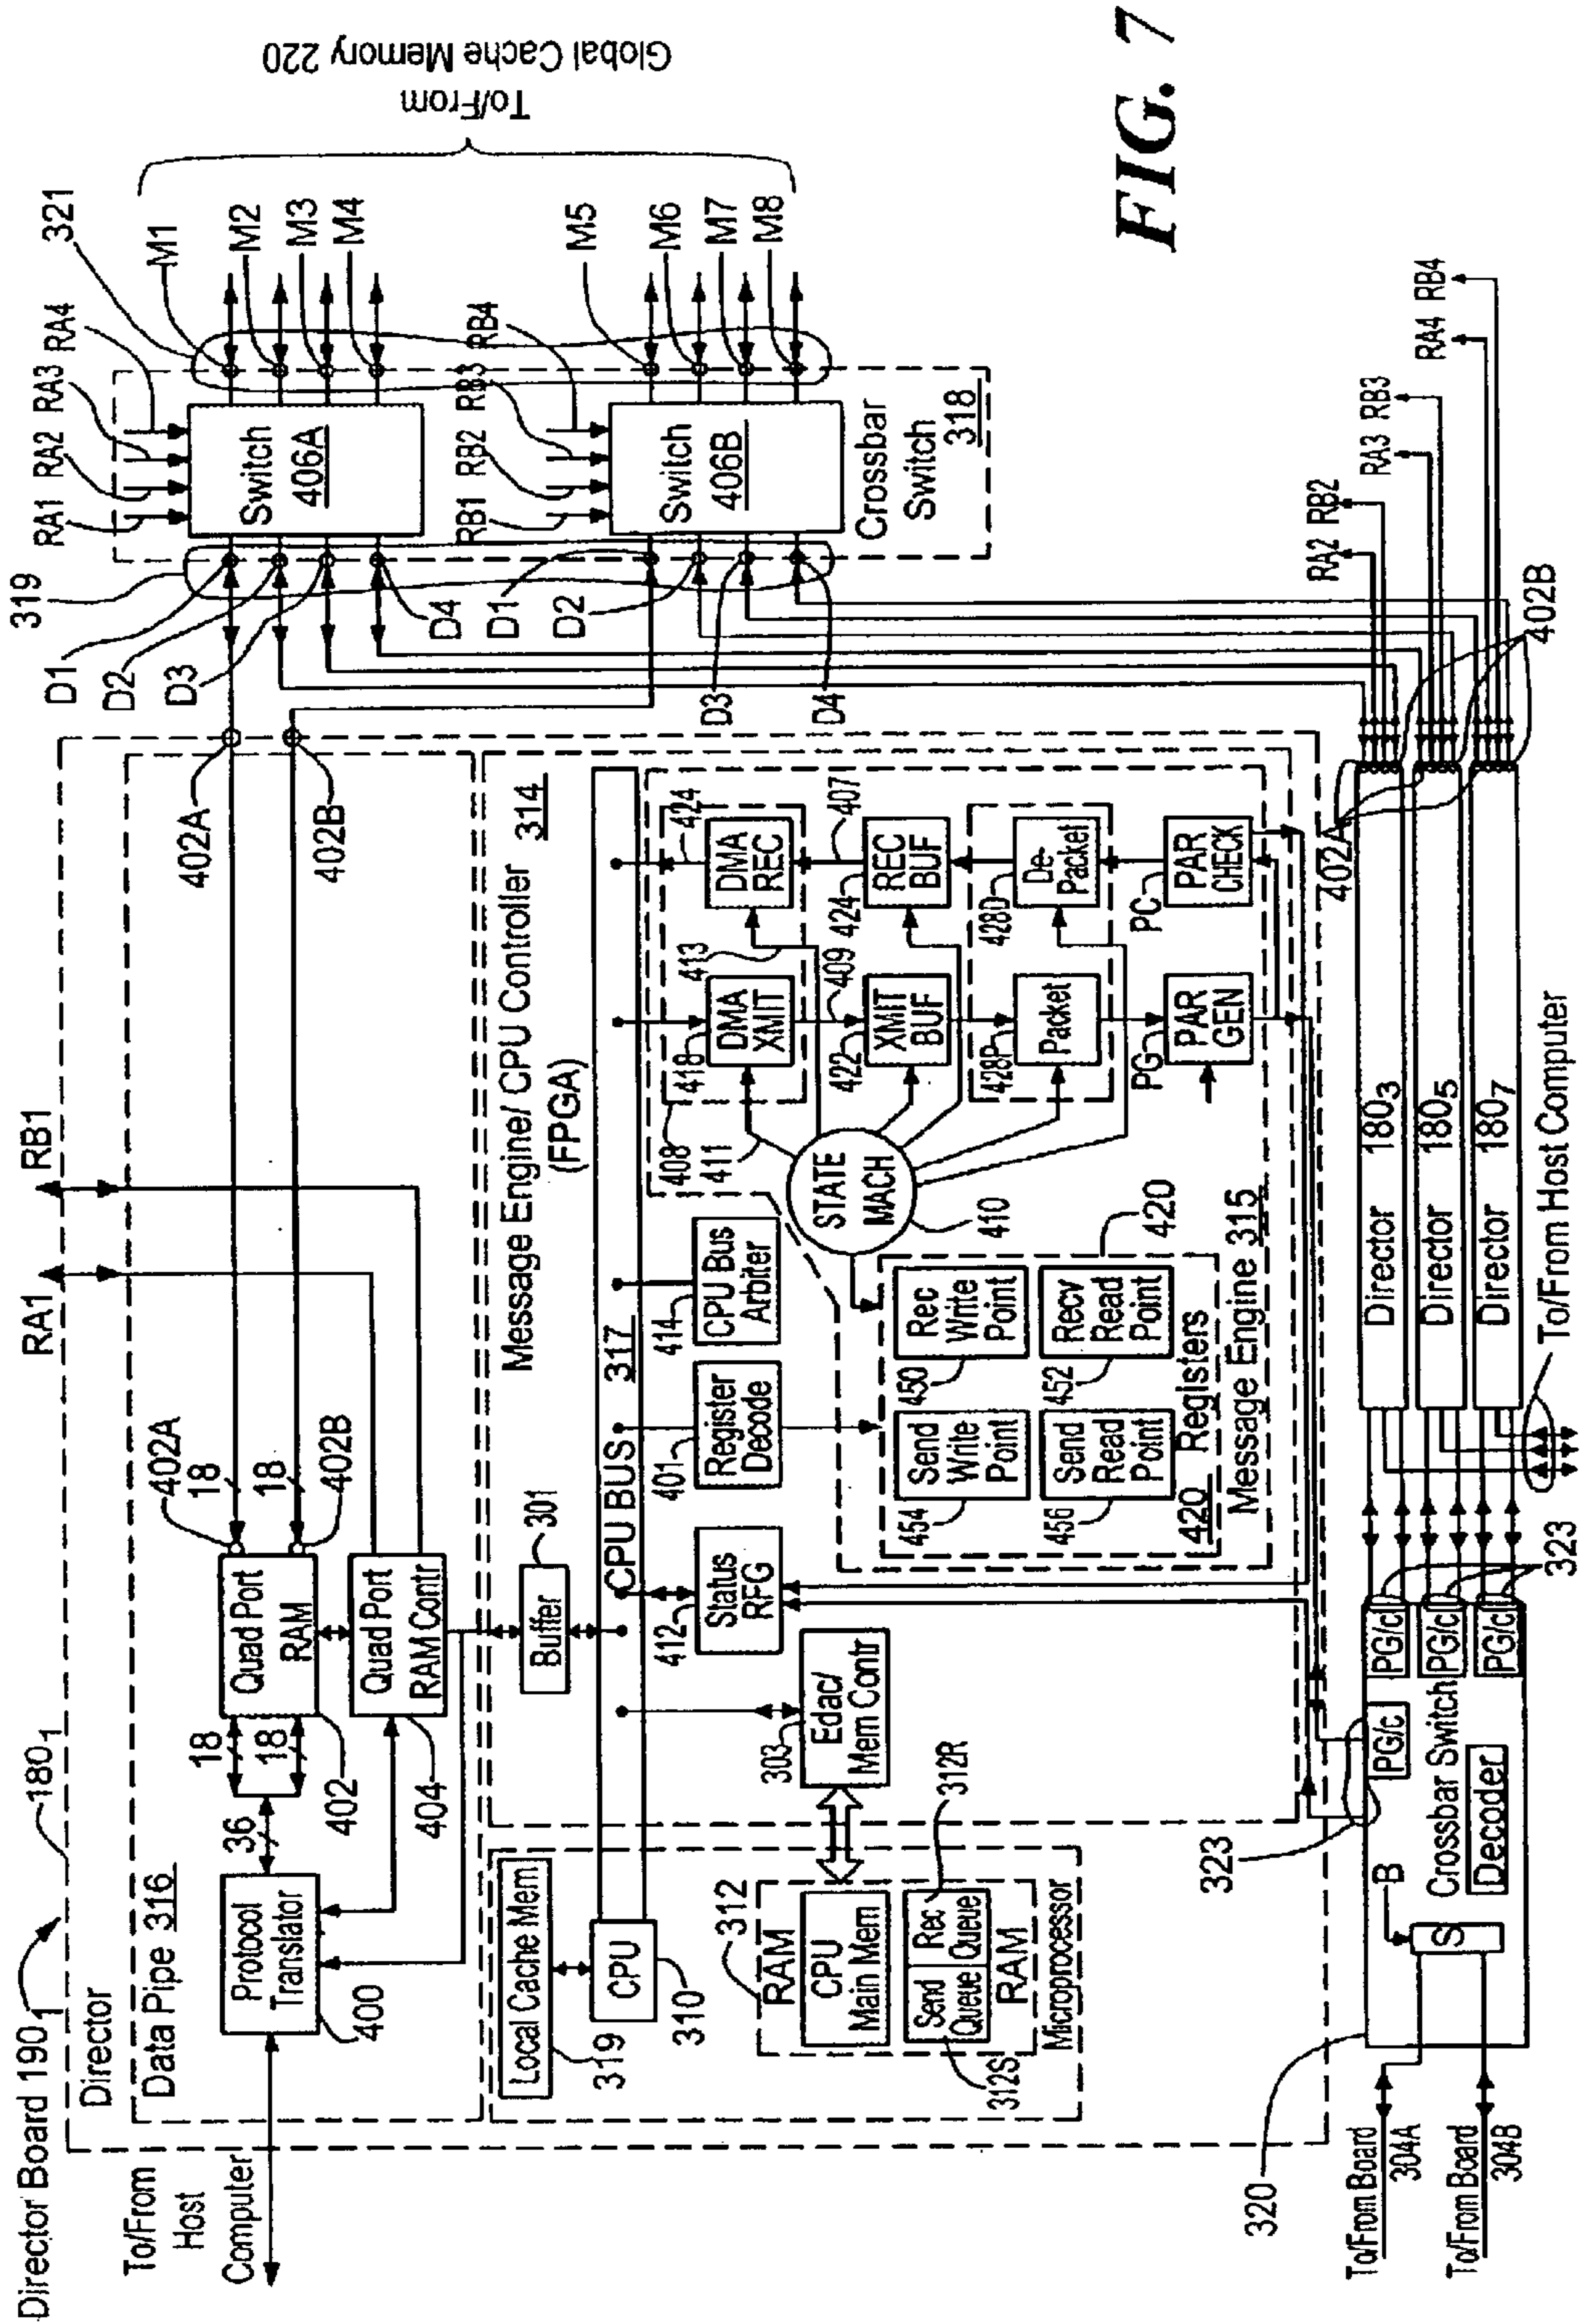 Director Board 190₁
180₁
RA1
RB1
Director
To/From
Host
Computer
Data Pipe 316
Protocol
Translator
400
36
18
18
Quad Port
RAM
402
402A
402B
18
18
Quad Port
RAM Contr
404
402A
402B
319
D1
D2
D3
D4
D1
D2
D3
D4
RA1
RA2
RA3
RA4
Switch
406A
RB1
RB2
RB3
RB4
Switch
406B
Crossbar
Switch
318
321
M1
M2
M3
M4
M5
M6
M7
M8
To/From
Global Cache Memory 220
Local Cache Mem
319
CPU
310
RAM
312
CPU
Main Mem
Send
Queue
Rec
Queue
312S
312R
RAM
Microprocessor
Buffer
301
Message Engine/ CPU Controller
(FPGA)
314
CPU BUS
317
303
Edac/
Mem Contr
412
Status
RFG
401
Register
Decode
414
CPU Bus
Arbiter
408
411
413
418
DMA
XMIT
DMA
REC
424
409
407
422
XMIT
BUF
424
REC
BUF
428P
Packet
428D
De-
Packet
PG
PAR
GEN
PC
PAR
CHECK
STATE
MACH
410
454
Send
Write
Point
450
Rec
Write
Point
456
Send
Read
Point
452
Recv
Read
Point
420
420 Registers
Message Engine 315
323
320
B
S
Crossbar Switch
Decoder
PG/c
PG/c
PG/c
PG/c
323
To/From Board
304A
To/From Board
304B
Director 180₃
Director 180₅
Director 180₇
To/From Host Computer
402A
402B
RA2
RB2
RA3
RB3
RA4
RB4
FIG. 7